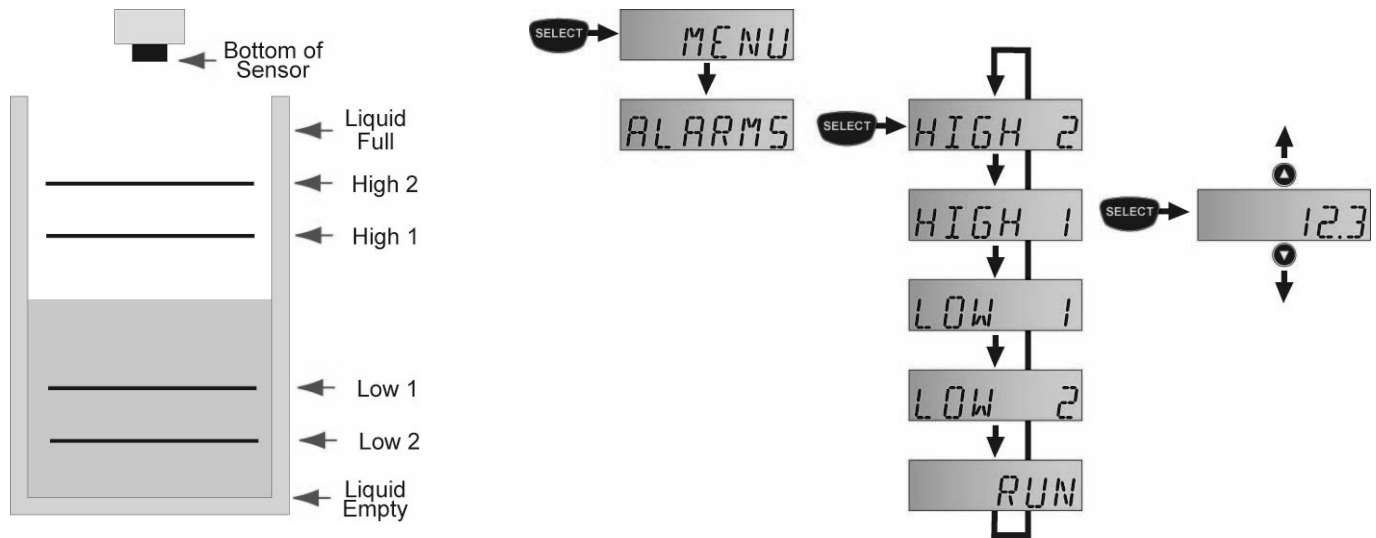 Bottom of
Sensor
Liquid
Full
High 2
High 1
Low 1
Low 2
Liquid
Empty
SELECT
MENU
ALARMS
SELECT
HIGH 2
HIGH 1
LOW 1
LOW 2
RUN
SELECT
12.3